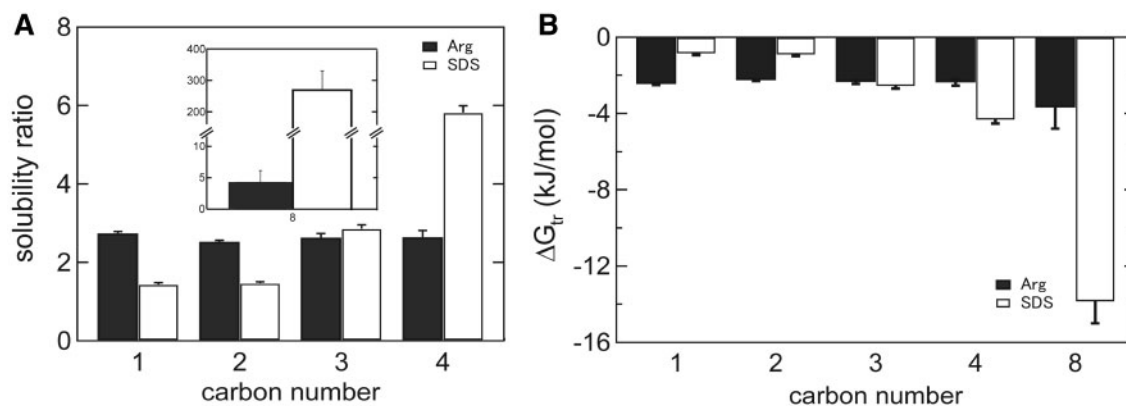 A
8
6
4
2
0
solubility ratio
Arg
SDS
400
300
200
10
5
0
8
1 2 3 4
carbon number
B
0
-4
-8
-12
-16
ΔG_tr (kJ/mol)
Arg
SDS
1 2 3 4 8
carbon number